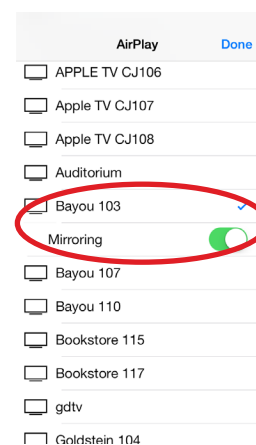 AirPlay Done
APPLE TV CJ106
Apple TV CJ107
Apple TV CJ108
Auditorium
Bayou 103
Mirroring
Bayou 107
Bayou 110
Bookstore 115
Bookstore 117
gdtv
Goldstein 104